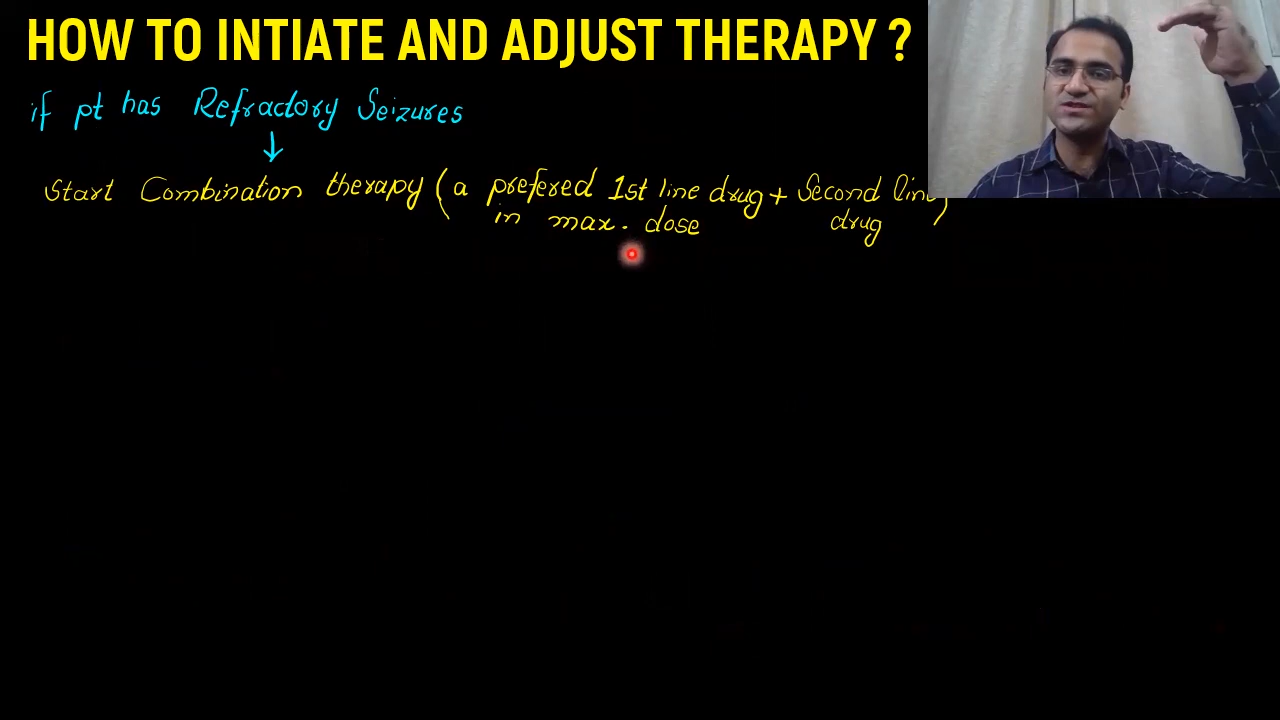 HOW TO INTIATE AND ADJUST THERAPY ?
if pt has Refractory Seizures
Start Combination therapy (a prefered 1st line drug + Second line)
in max. dose drug